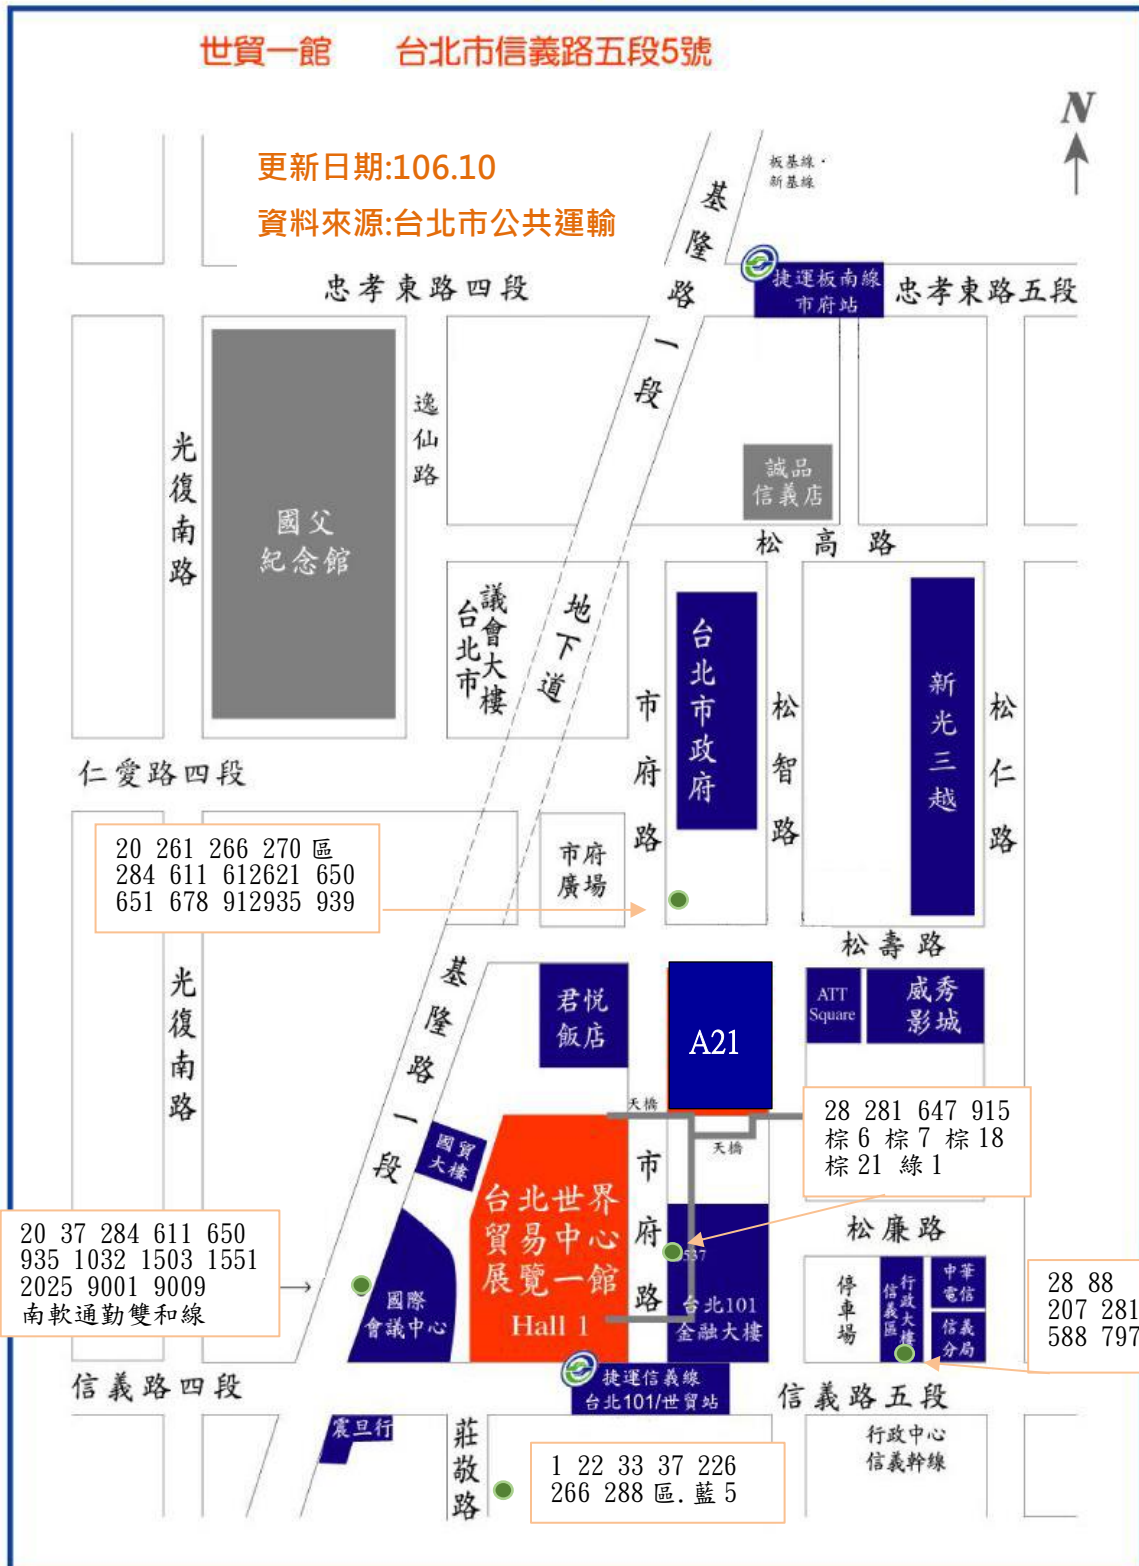 世貿一館 台北市信義路五段5號
N
更新日期:106.10
資料來源:台北市公共運輸
板基線・
新基線
基隆路一段
捷運板南線
市府站
忠孝東路四段
忠孝東路五段
逸仙路
光復南路
國父
紀念館
誠品
信義店
松高路
台北市
議會大樓
地下道
台北市政府
新光三越
市府路
松智路
松仁路
仁愛路四段
20 261 266 270 區
284 611 612621 650
651 678 912935 939
市府
廣場
松壽路
光復南路
基隆路一段
君悅
飯店
A21
ATT
Square
威秀
影城
天橋
天橋
28 281 647 915
棕 6 棕 7 棕 18
棕 21 綠 1
國貿
大樓
台北世界
貿易中心
展覽一館
Hall 1
市府路
537
台北101
金融大樓
松廉路
20 37 284 611 650
935 1032 1503 1551
2025 9001 9009
南軟通勤雙和線
國際
會議中心
停車場
信義區
行政大樓
中華
電信
信義
分局
28 88
207 281
588 797
信義路四段
捷運信義線
台北101/世貿站
信義路五段
震旦行
莊敬路
行政中心
信義幹線
1 22 33 37 226
266 288 區.藍 5